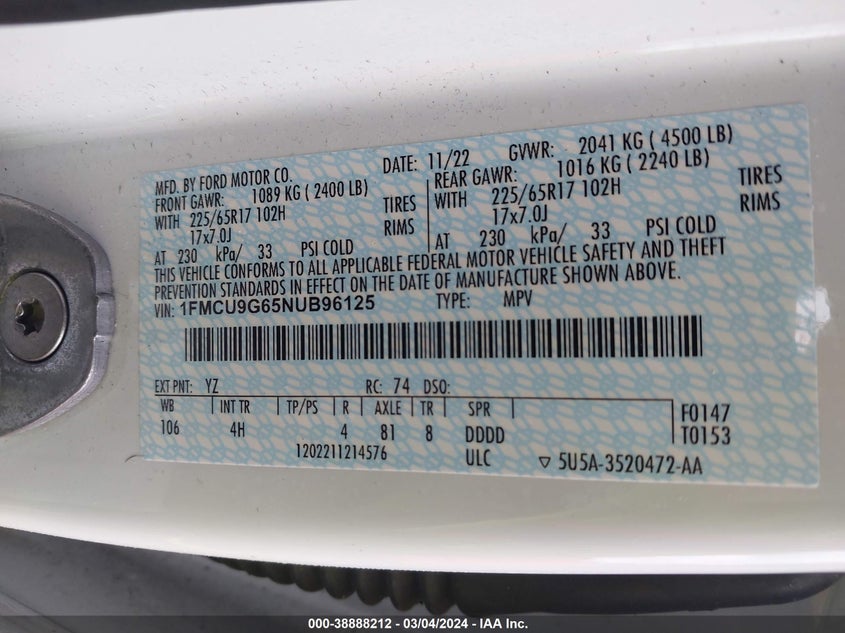 MFD. BY FORD MOTOR CO. DATE: 11/22 GVWR: 2041 KG ( 4500 LB)
FRONT GAWR: 1089 KG ( 2400 LB) REAR GAWR: 1016 KG ( 2240 LB)
WITH 225/65R17 102H TIRES WITH 225/65R17 102H TIRES
17x7.0J RIMS 17x7.0J RIMS
AT 230 kPa/ 33 PSI COLD AT 230 kPa/ 33 PSI COLD
THIS VEHICLE CONFORMS TO ALL APPLICABLE FEDERAL MOTOR VEHICLE SAFETY AND THEFT
PREVENTION STANDARDS IN EFFECT ON THE DATE OF MANUFACTURE SHOWN ABOVE.
VIN: 1FMCU9G65NUB96125 TYPE: MPV
EXT PNT: YZ RC: 74 DSO:
WB INT TR TP/PS R AXLE TR SPR F0147
106 4H 4 81 8 DDDD T0153
1202211214576 ULC ▽ 5U5A-3520472-AA
000-38888212 - 03/04/2024 - IAA Inc.